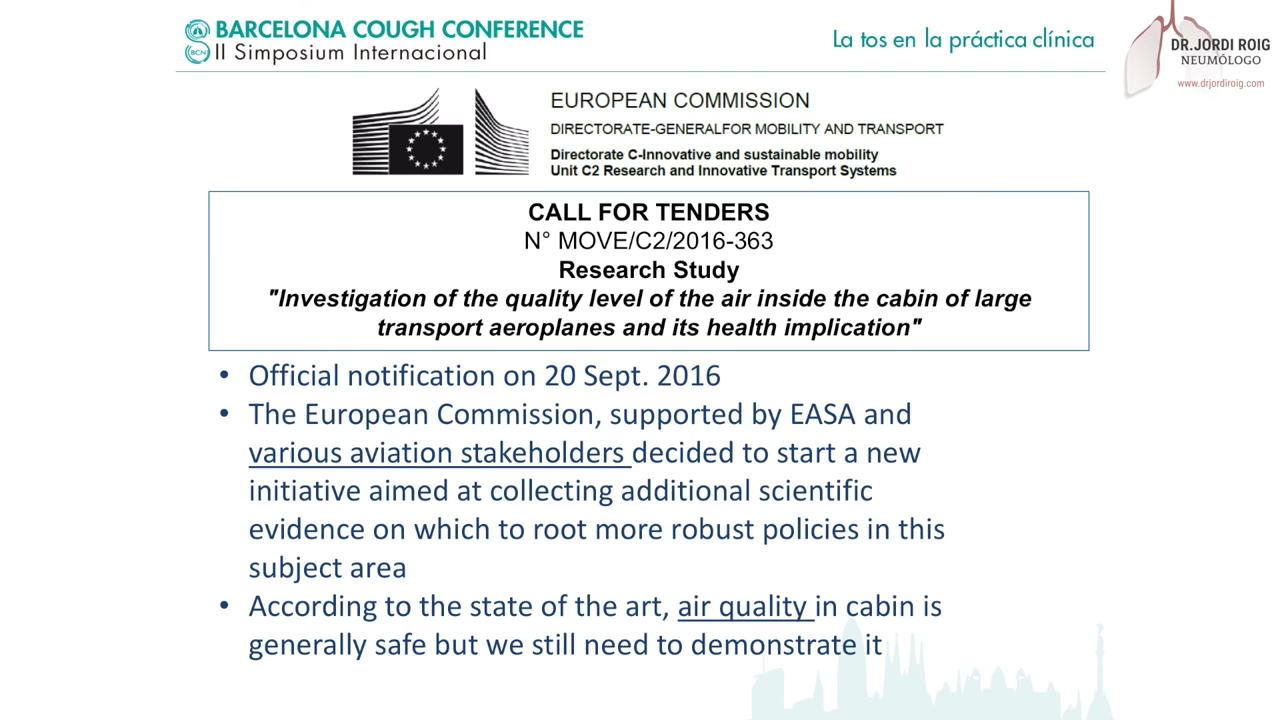 BARCELONA COUGH CONFERENCE
II Simposium Internacional
BCN
La tos en la práctica clínica
DR.JORDI ROIG
NEUMÓLOGO
www.drjordiroig.com
EUROPEAN COMMISSION
DIRECTORATE-GENERALFOR MOBILITY AND TRANSPORT
Directorate C-Innovative and sustainable mobility
Unit C2 Research and Innovative Transport Systems
CALL FOR TENDERS
N° MOVE/C2/2016-363
Research Study
"Investigation of the quality level of the air inside the cabin of large
transport aeroplanes and its health implication"
• Official notification on 20 Sept. 2016
• The European Commission, supported by EASA and
various aviation stakeholders decided to start a new
initiative aimed at collecting additional scientific
evidence on which to root more robust policies in this
subject area
• According to the state of the art, air quality in cabin is
generally safe but we still need to demonstrate it